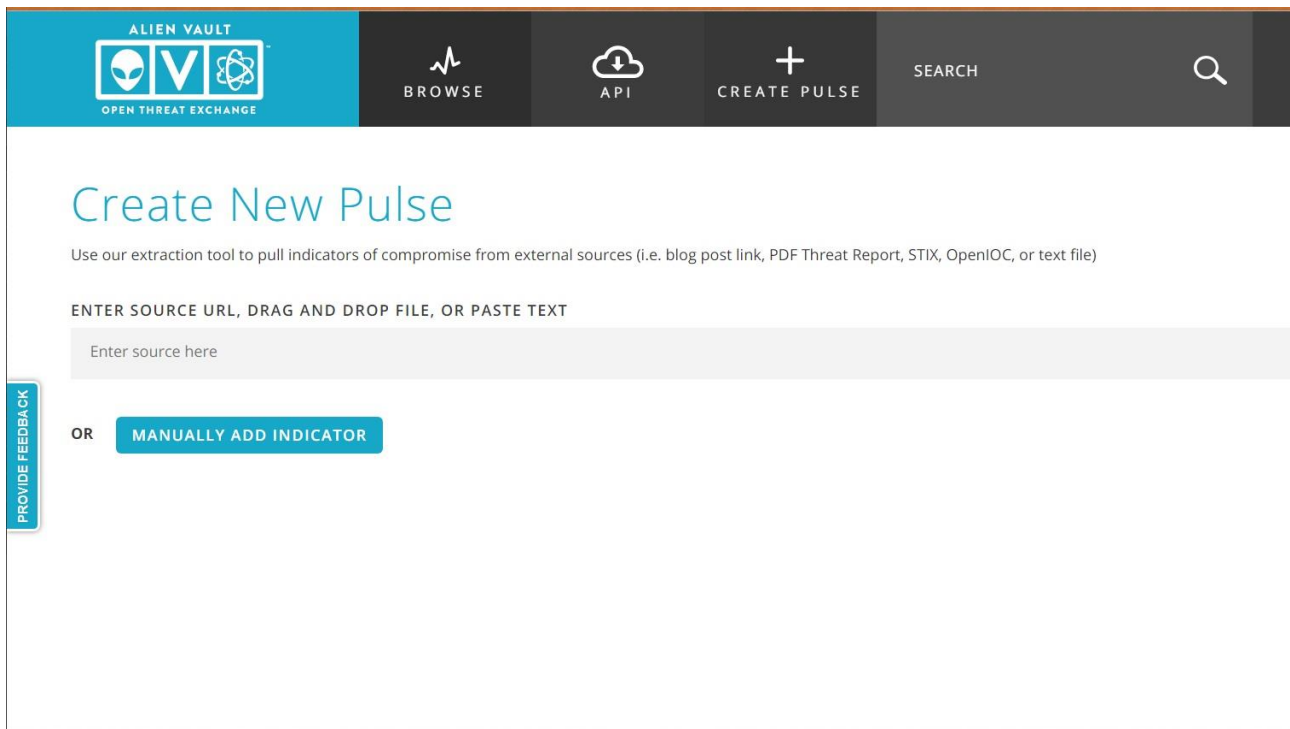 ALIEN VAULT
OPEN THREAT EXCHANGE
BROWSE
API
CREATE PULSE
SEARCH
Create New Pulse
Use our extraction tool to pull indicators of compromise from external sources (i.e. blog post link, PDF Threat Report, STIX, OpenIOC, or text file)
ENTER SOURCE URL, DRAG AND DROP FILE, OR PASTE TEXT
Enter source here
PROVIDE FEEDBACK
OR
MANUALLY ADD INDICATOR